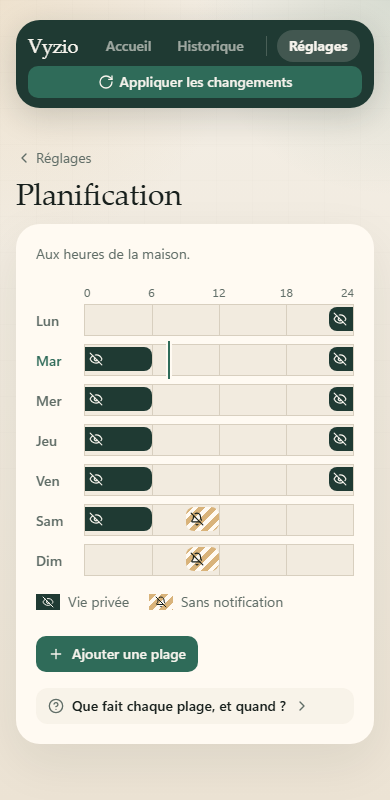 Vyzio Accueil Historique Réglages
Appliquer les changements
Réglages
Planification
Aux heures de la maison.
0 6 12 18 24
Lun
Mar
Mer
Jeu
Ven
Sam
Dim
Vie privée Sans notification
Ajouter une plage
Que fait chaque plage, et quand ?